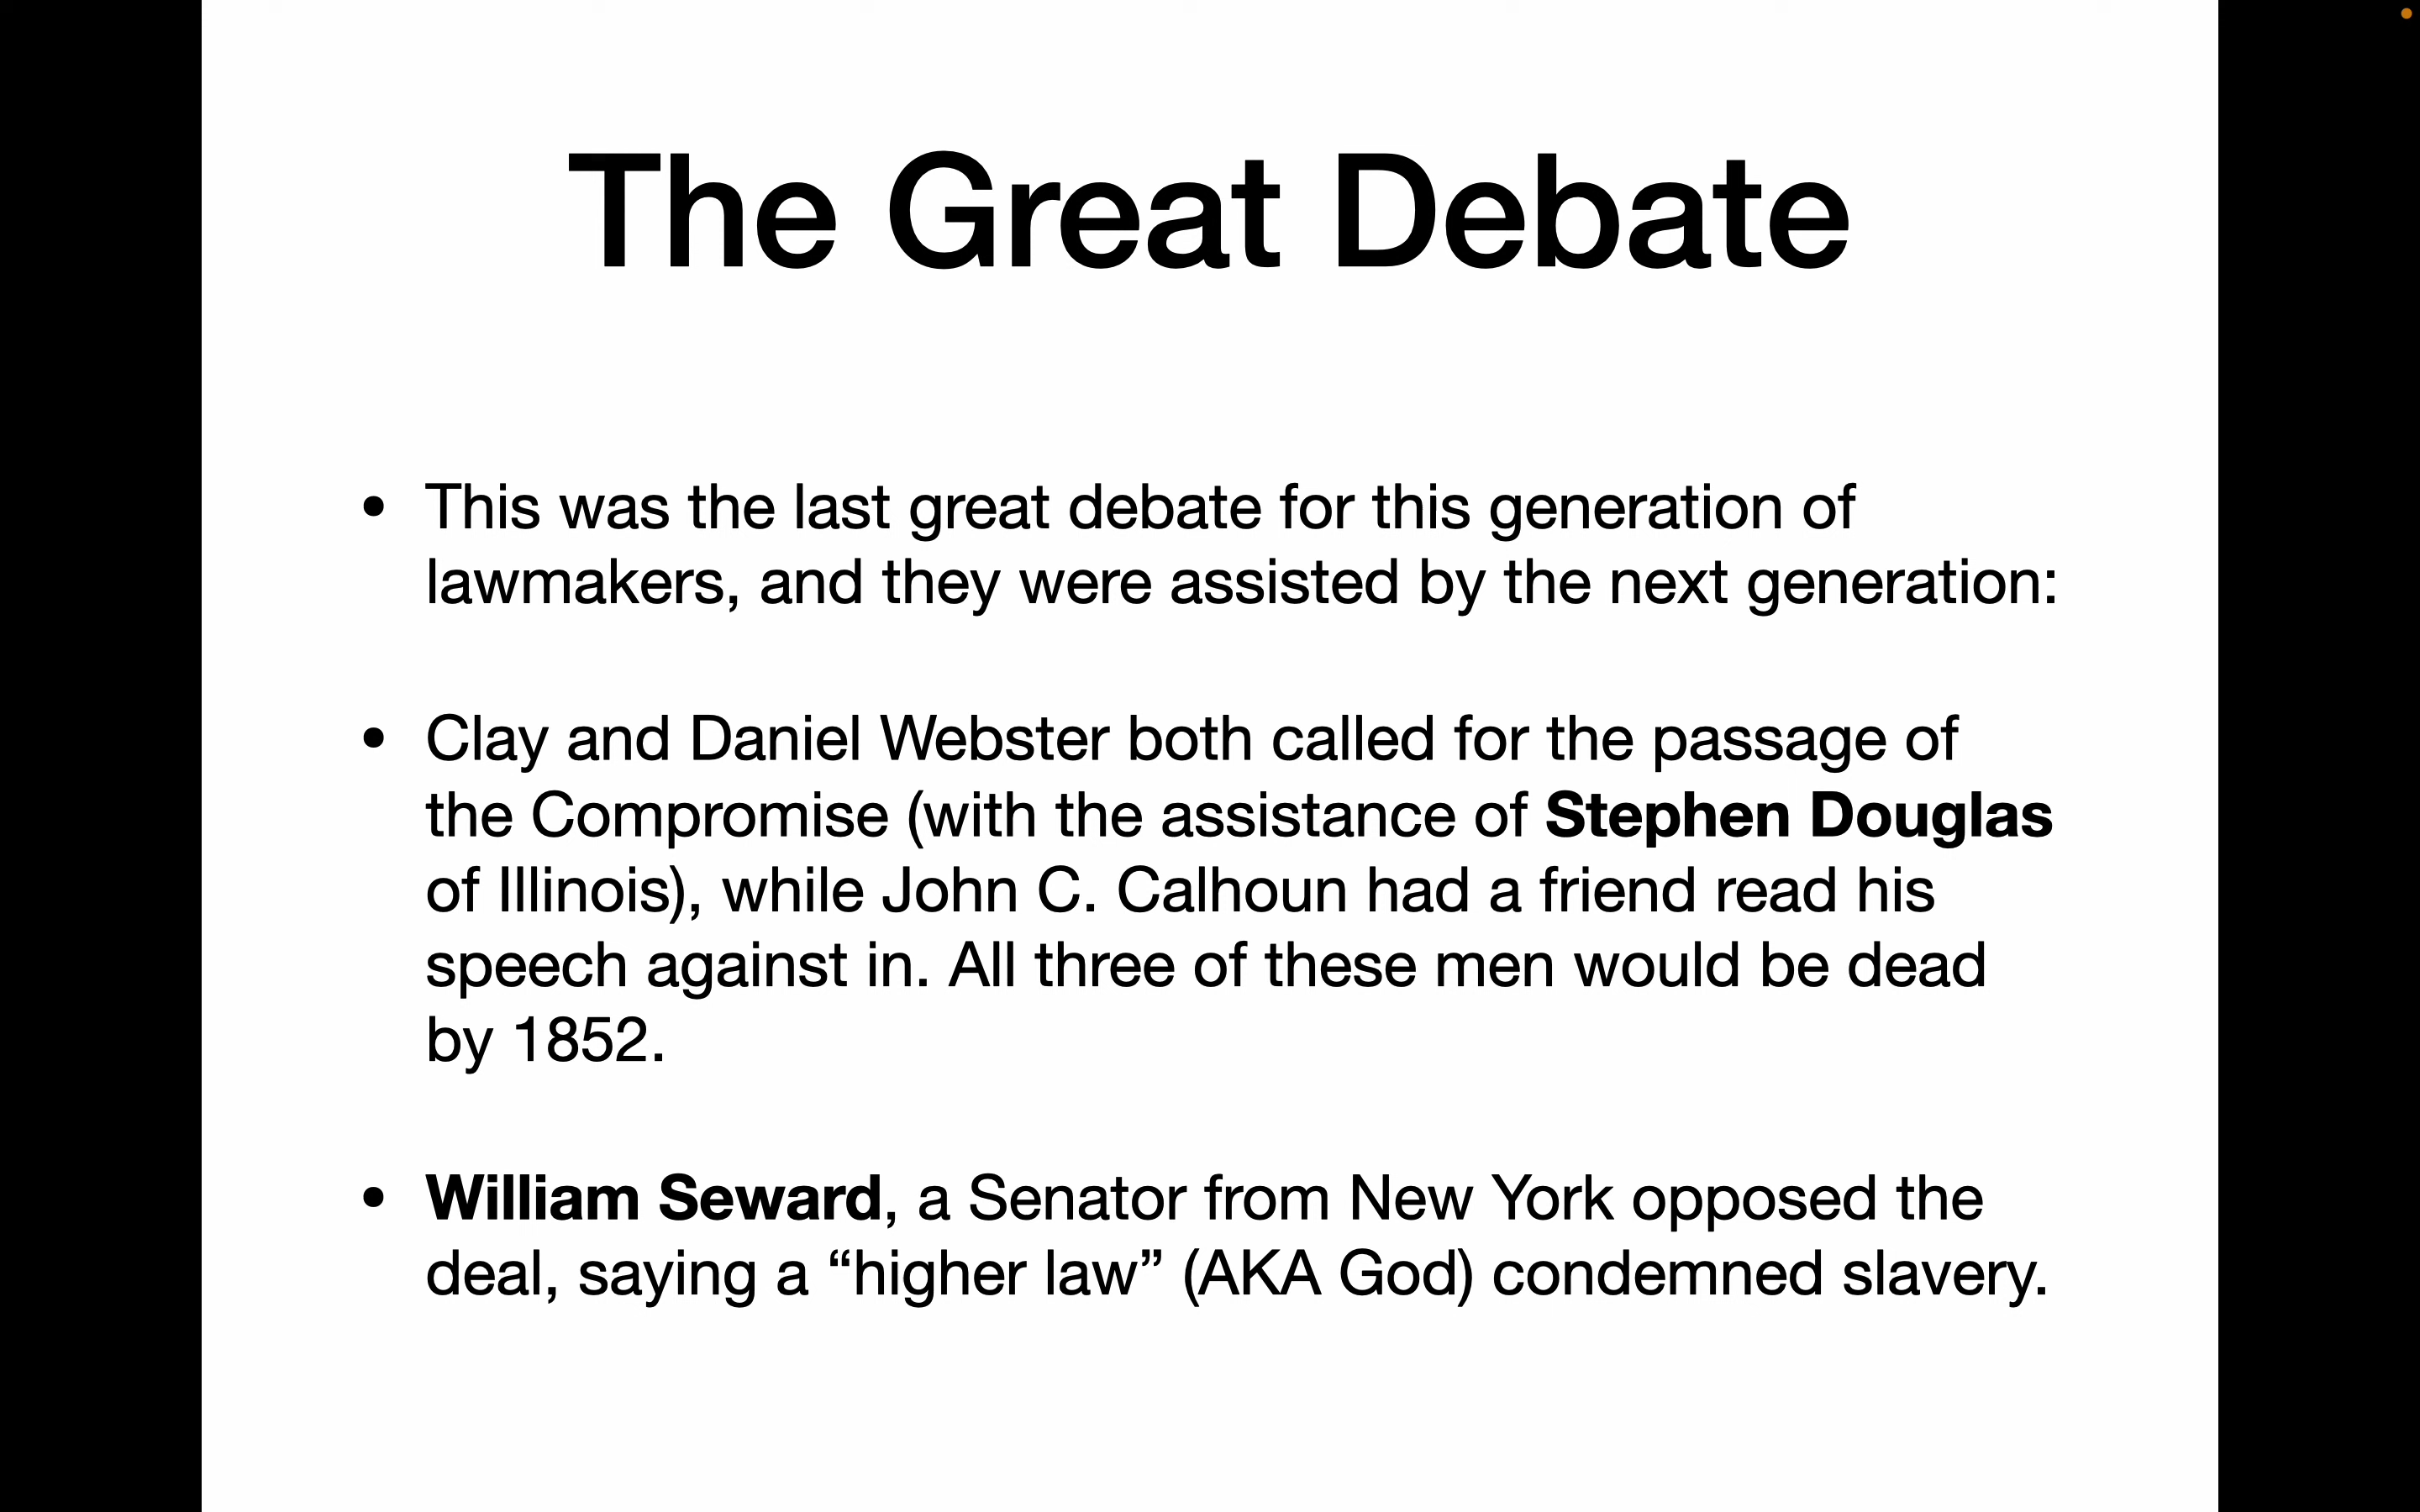 The Great Debate
• This was the last great debate for this generation of
lawmakers, and they were assisted by the next generation:
• Clay and Daniel Webster both called for the passage of
the Compromise (with the assistance of Stephen Douglas
of Illinois), while John C. Calhoun had a friend read his
speech against in. All three of these men would be dead
by 1852.
• William Seward, a Senator from New York opposed the
deal, saying a “higher law” (AKA God) condemned slavery.